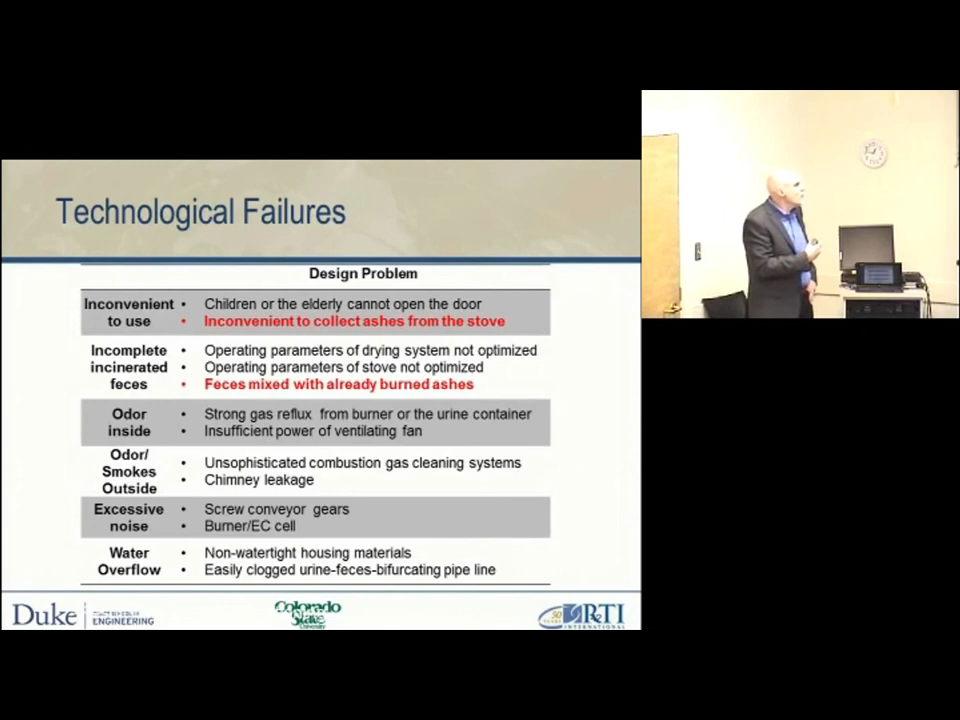 Technological Failures
Design Problem
Inconvenient to use
• Children or the elderly cannot open the door
• Inconvenient to collect ashes from the stove
Incomplete incinerated feces
• Operating parameters of drying system not optimized
• Operating parameters of stove not optimized
• Feces mixed with already burned ashes
Odor inside
• Strong gas reflux from burner or the urine container
• Insufficient power of ventilating fan
Odor/ Smokes Outside
• Unsophisticated combustion gas cleaning systems
• Chimney leakage
Excessive noise
• Screw conveyor gears
• Burner/EC cell
Water Overflow
• Non-watertight housing materials
• Easily clogged urine-feces-bifurcating pipe line
Duke
ENGINEERING
Colorado
State
University
RTI
INTERNATIONAL